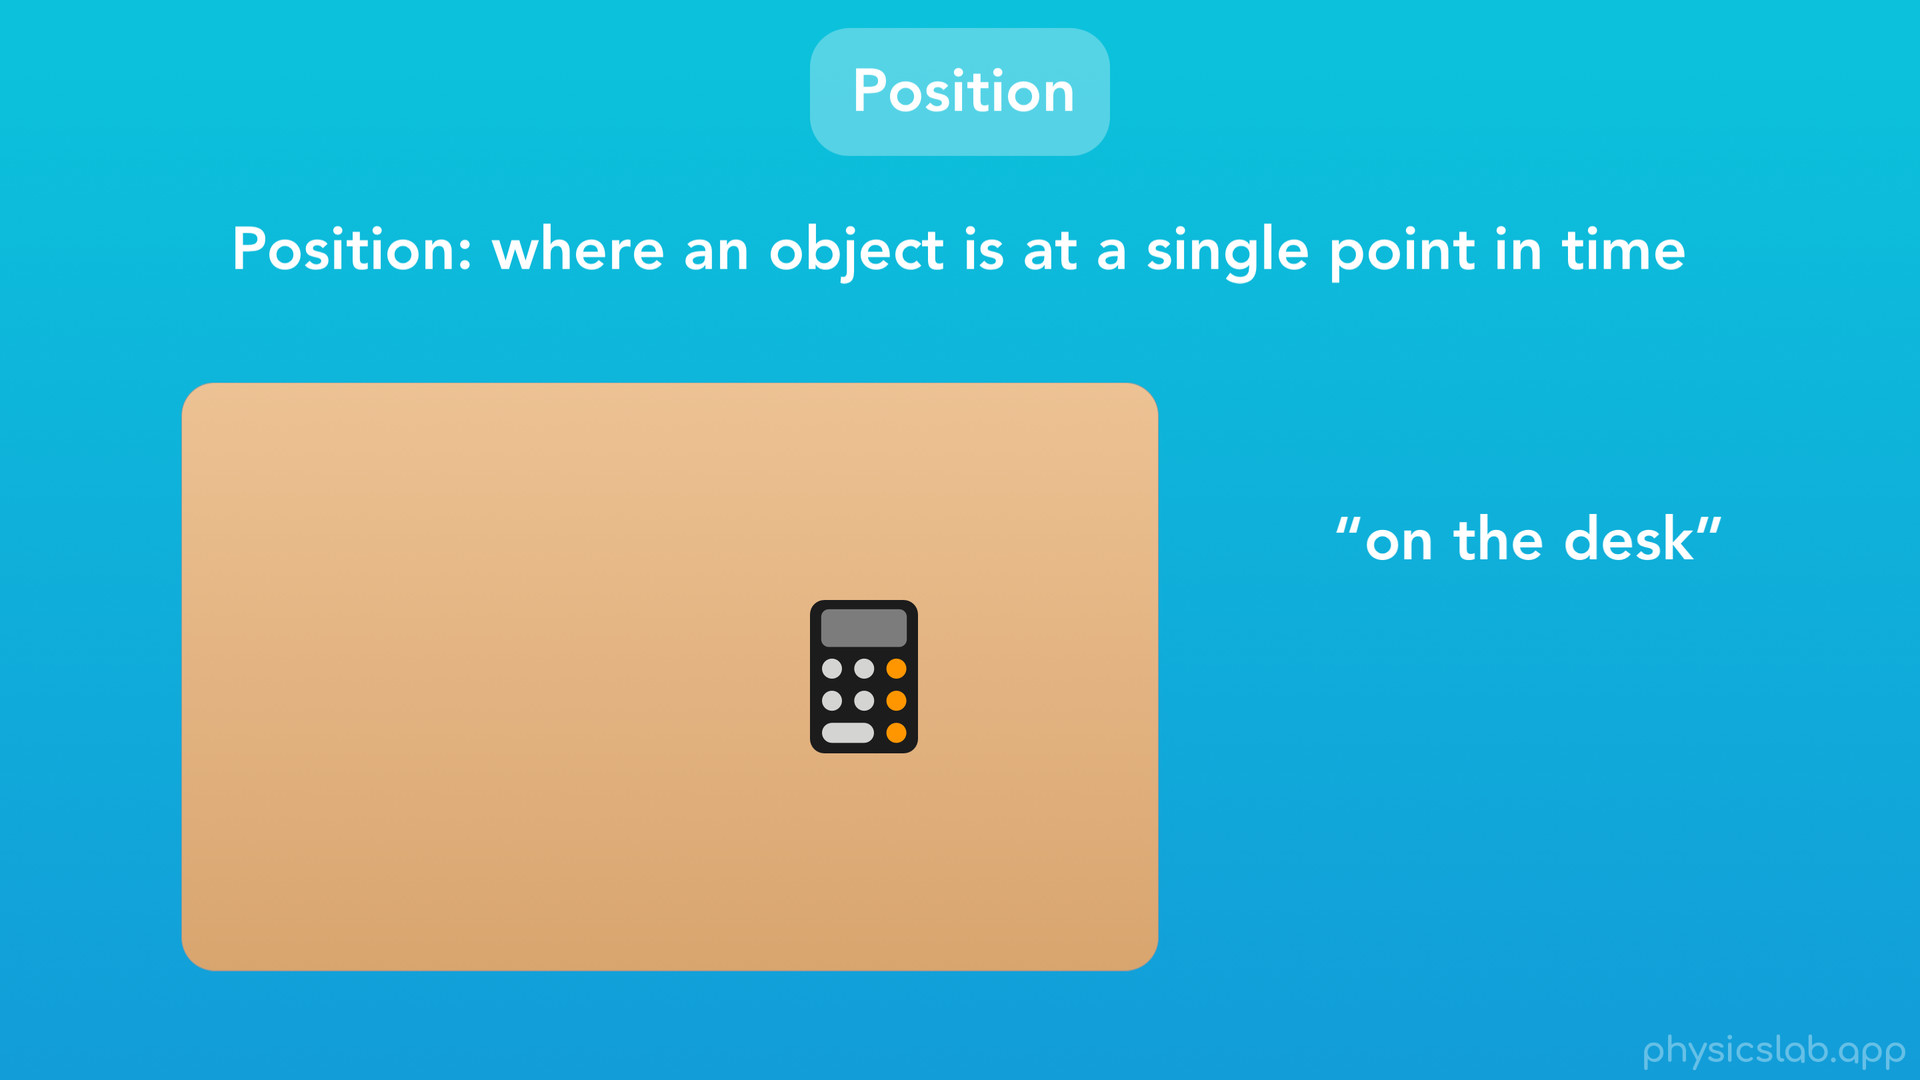 Position
Position: where an object is at a single point in time
“on the desk”
physicslab.app